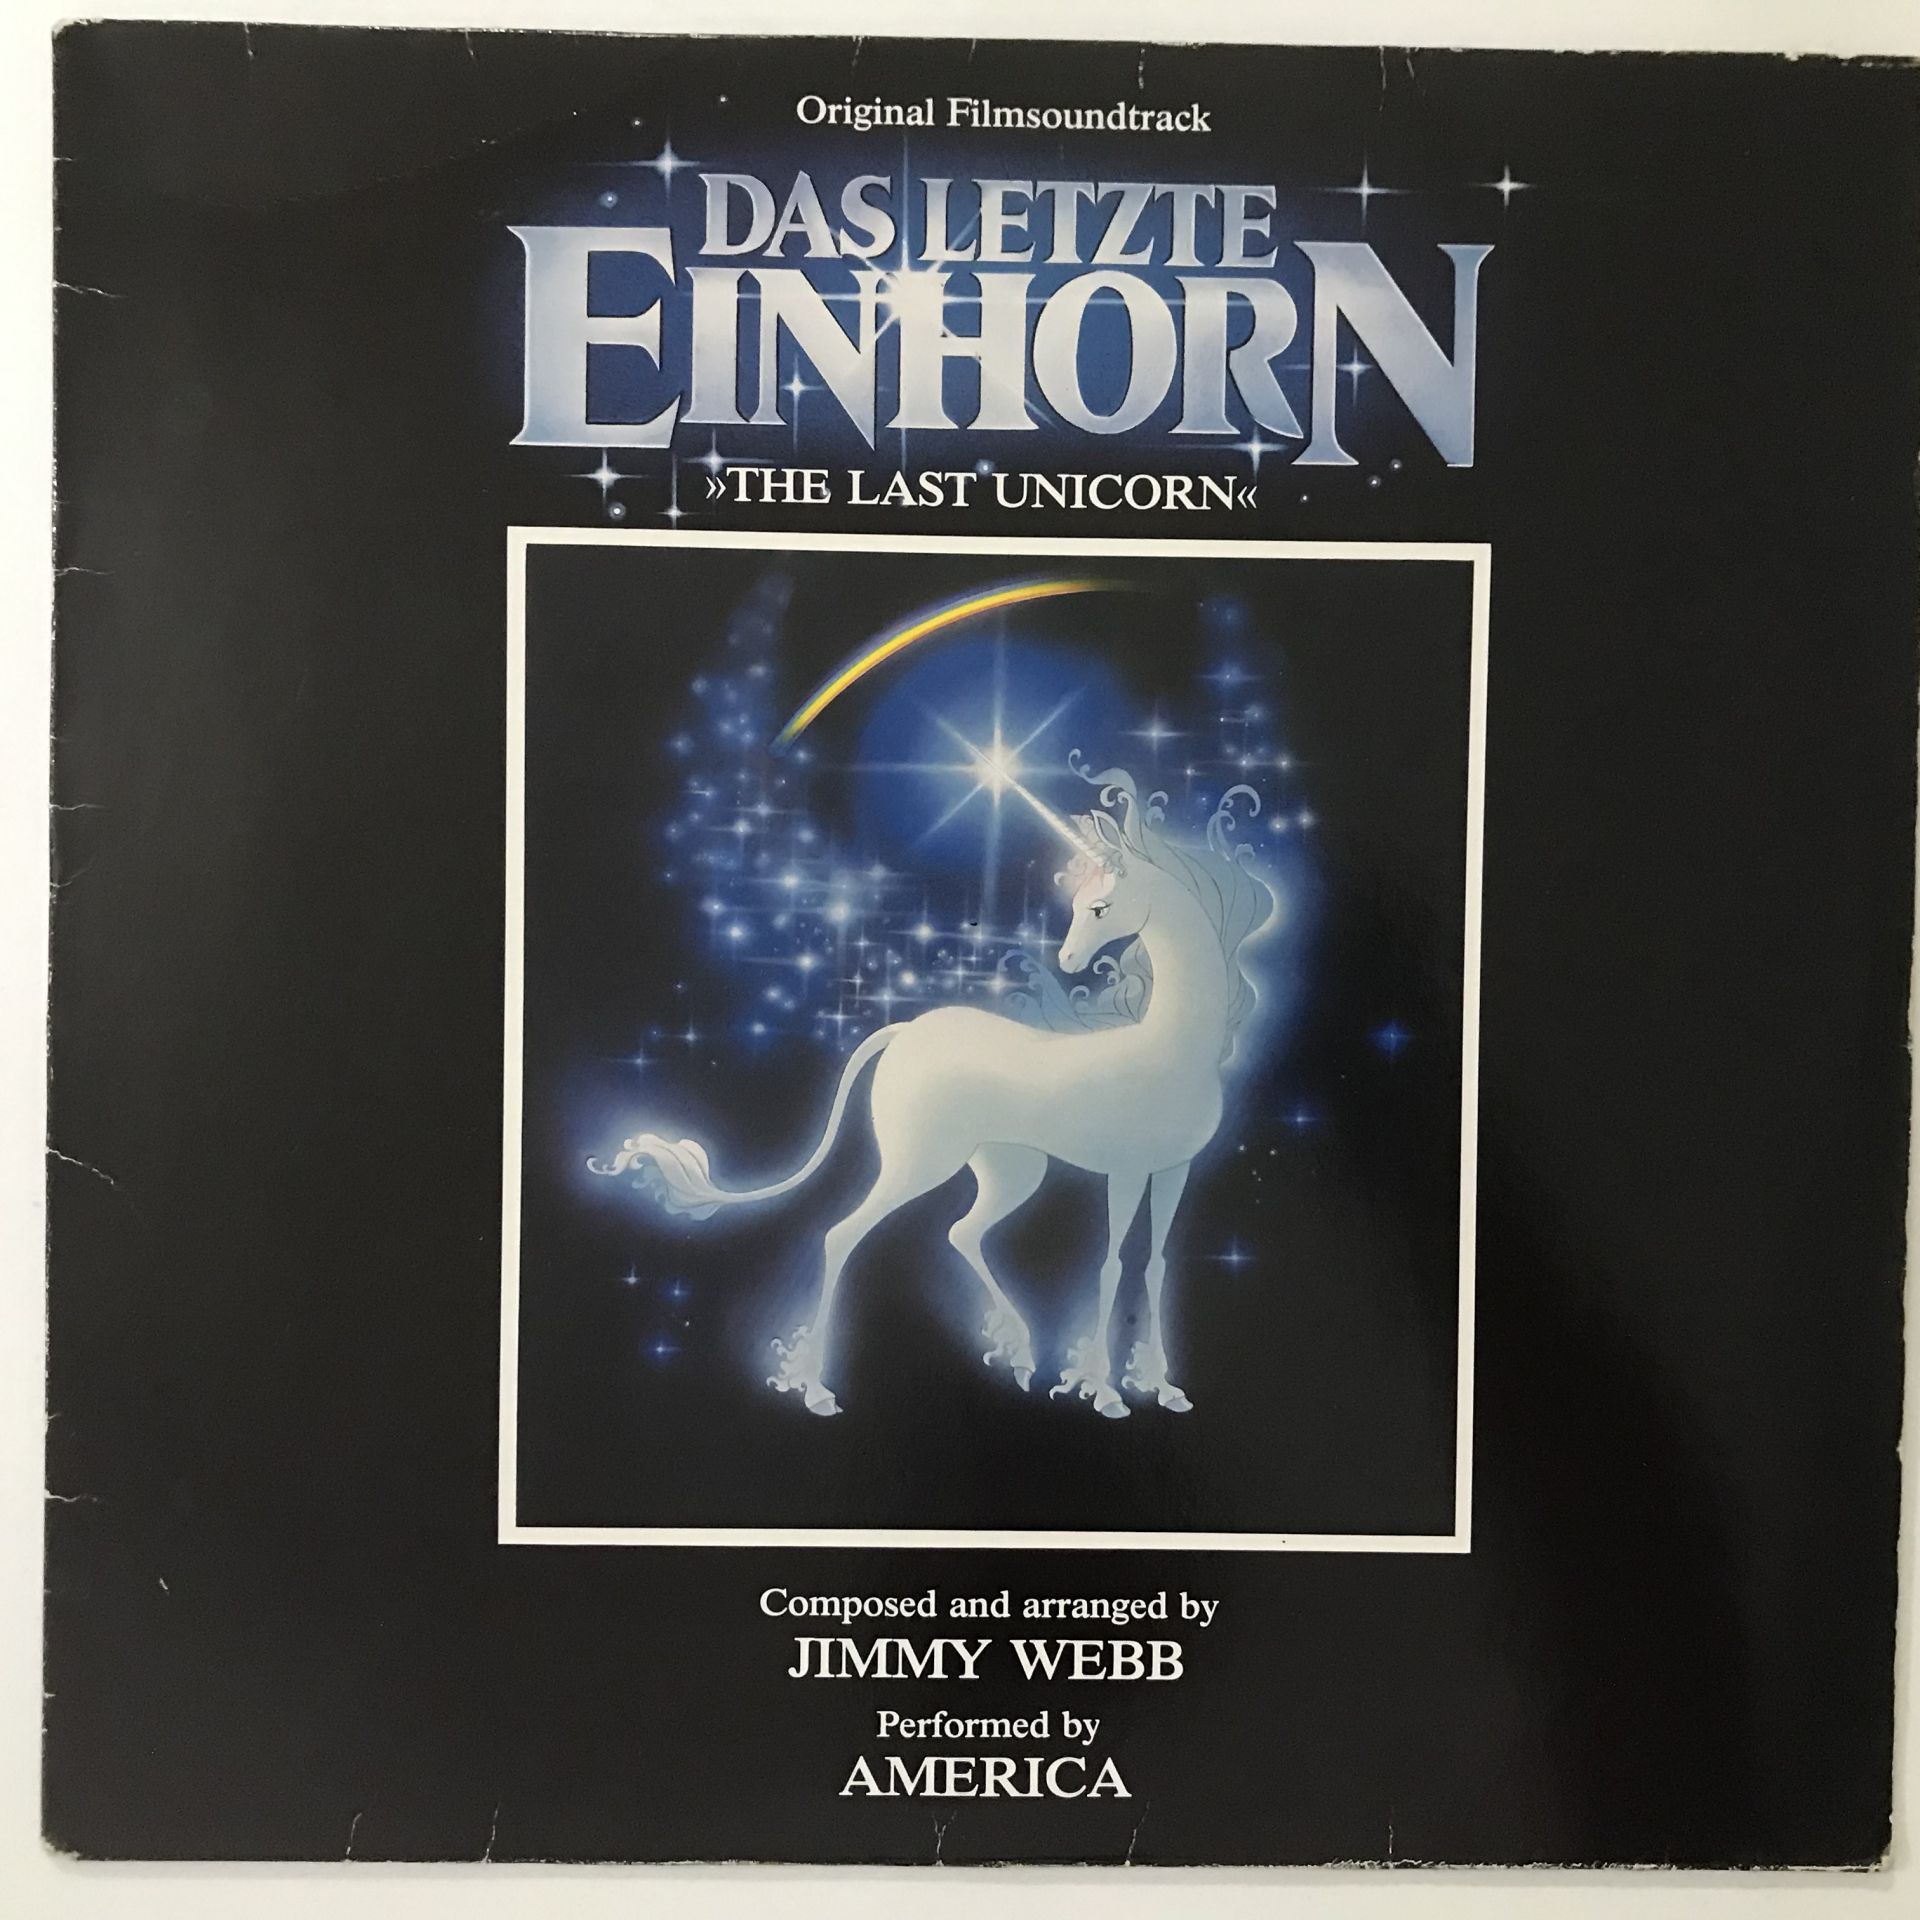 Original Filmsoundtrack
DAS LETZTE
EINHORN
»THE LAST UNICORN«
Composed and arranged by
JIMMY WEBB
Performed by
AMERICA